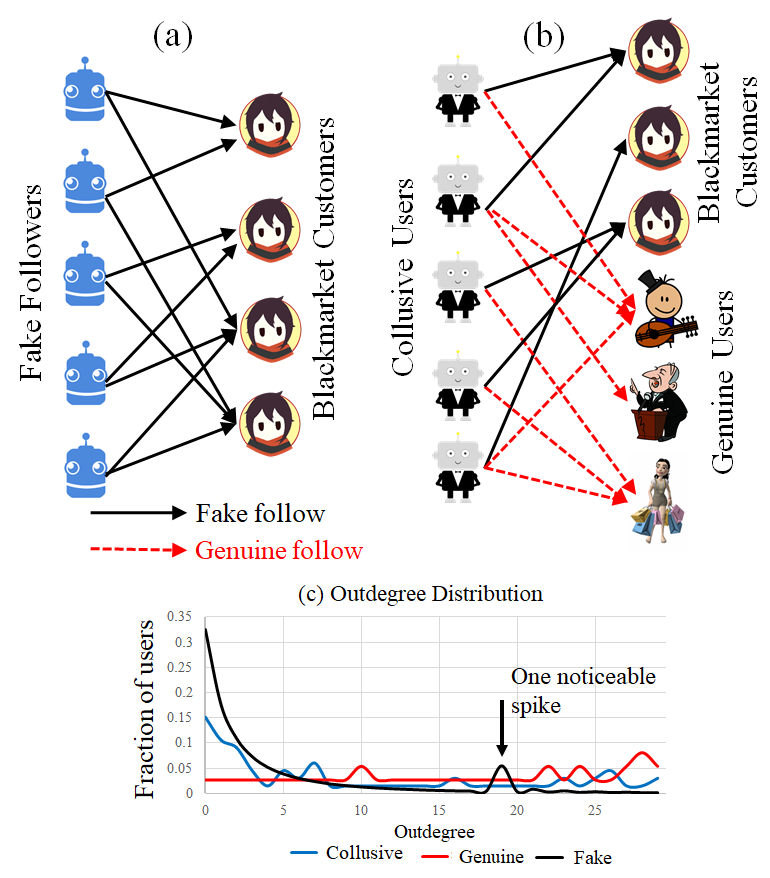 (a)
(b)
Fake Followers
Blackmarket Customers
Collusive Users
Blackmarket
Customers
Genuine Users
Fake follow
Genuine follow
(c) Outdegree Distribution
Fraction of users
0.35
0.3
0.25
0.2
0.15
0.1
0.05
0
One noticeable
spike
0 5 10 15 20 25
Outdegree
Collusive Genuine Fake